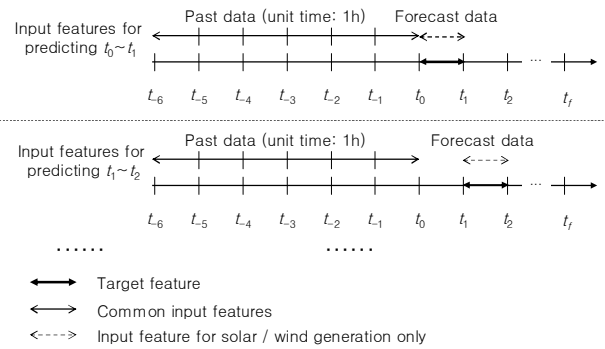 Past data (unit time: 1h) Forecast data
Input features for
predicting t0~t1
...
t-6 t-5 t-4 t-3 t-2 t-1 t0 t1 t2 tf
Past data (unit time: 1h) Forecast data
Input features for
predicting t1~t2
...
t-6 t-5 t-4 t-3 t-2 t-1 t0 t1 t2 tf
...... ......
Target feature
Common input features
Input feature for solar / wind generation only